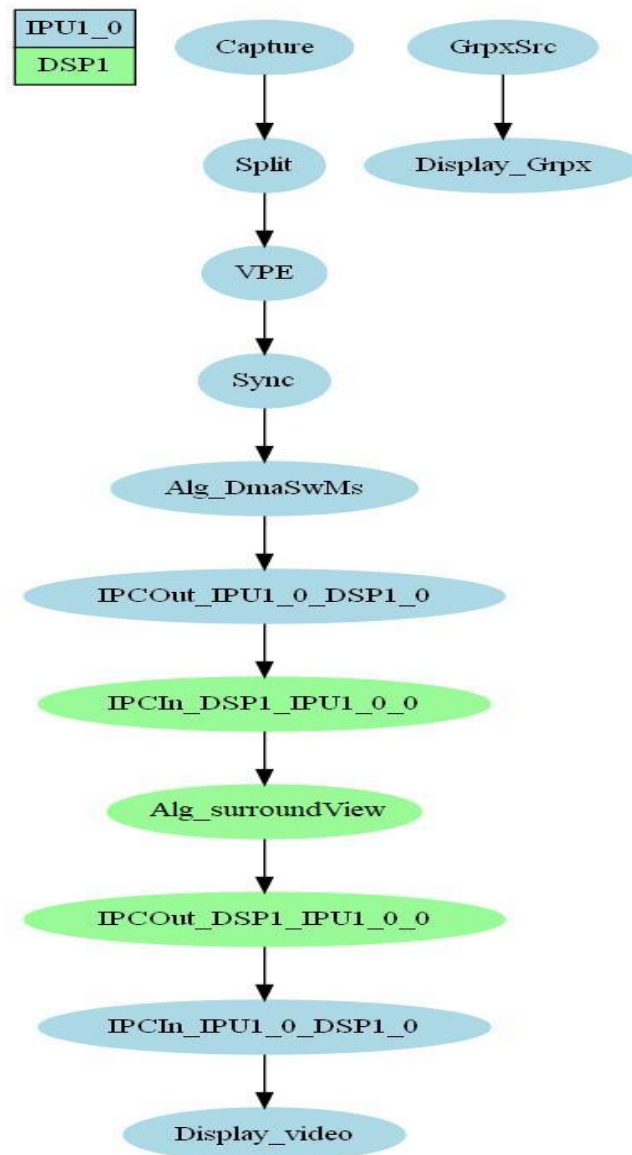 IPU1_0
DSP1
Capture
GrpxSrc
Split
Display_Grpx
VPE
Sync
Alg_DmaSwMs
IPCOut_IPU1_0_DSP1_0
IPCIn_DSP1_IPU1_0_0
Alg_surroundView
IPCOut_DSP1_IPU1_0_0
IPCIn_IPU1_0_DSP1_0
Display_video